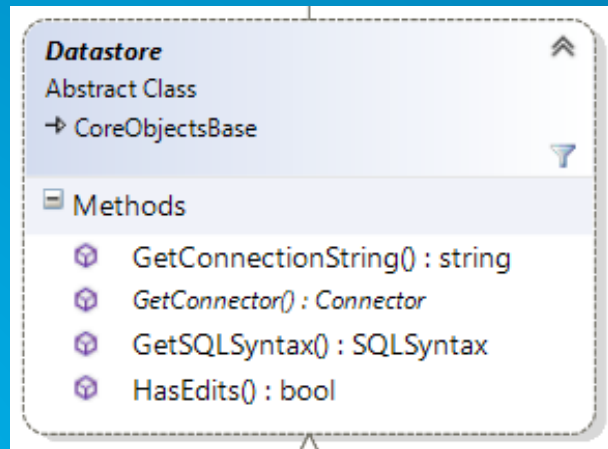 Datastore
Abstract Class
CoreObjectsBase
Methods
GetConnectionString() : string
GetConnector() : Connector
GetSQLSyntax() : SQLSyntax
HasEdits() : bool